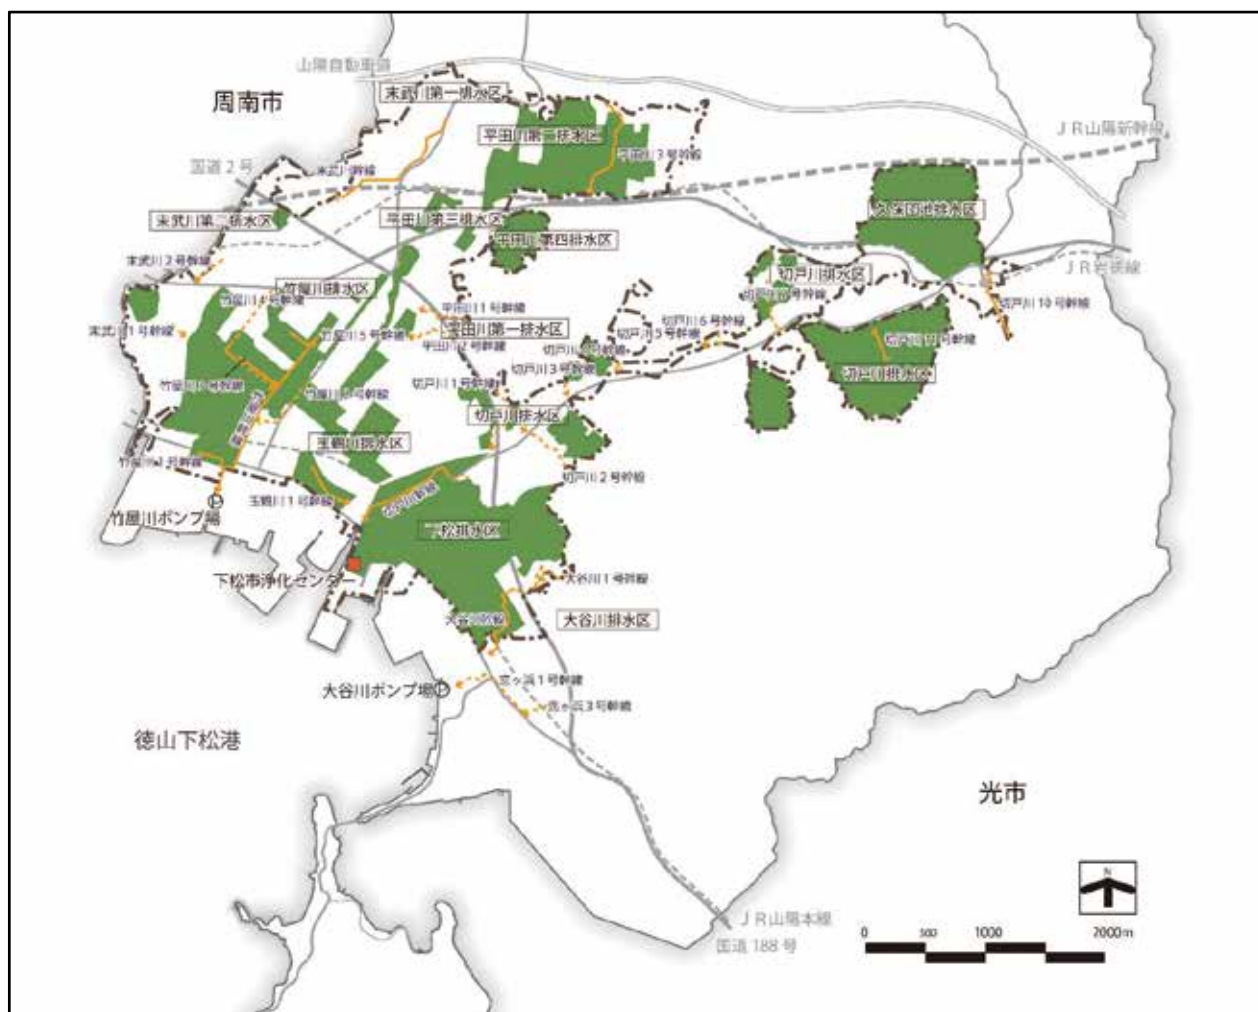 山陽自動車道
末武川第一排水区
周南市
平田川第二排水区
JR山陽新幹線
平田川3号幹線
国道2号
末武川幹線
末武川第二排水区
平田川第三排水区
久保団地排水区
平田川第四排水区
末武川2号幹線
切戸川排水区
JR岩徳線
竹屋川排水区
竹屋川4号幹線
切戸川10号幹線
平田川1号幹線
切戸川6号幹線
末武川1号幹線
竹屋川5号幹線
平田川第一排水区
切戸川5号幹線
平田川2号幹線
切戸川3号幹線
切戸川1号幹線
切戸川排水区
切戸川排水区
玉鶴川排水区
竹屋川1号幹線
切戸川2号幹線
玉鶴川1号幹線
切戸川幹線
竹屋川ポンプ場
下松排水区
下松市浄化センター
大谷川1号幹線
大谷川幹線
大谷川排水区
恋ヶ浜1号幹線
大谷川ポンプ場
恋ヶ浜3号幹線
徳山下松港
光市
N
JR山陽本線
国道188号
0 500 1000 2000m